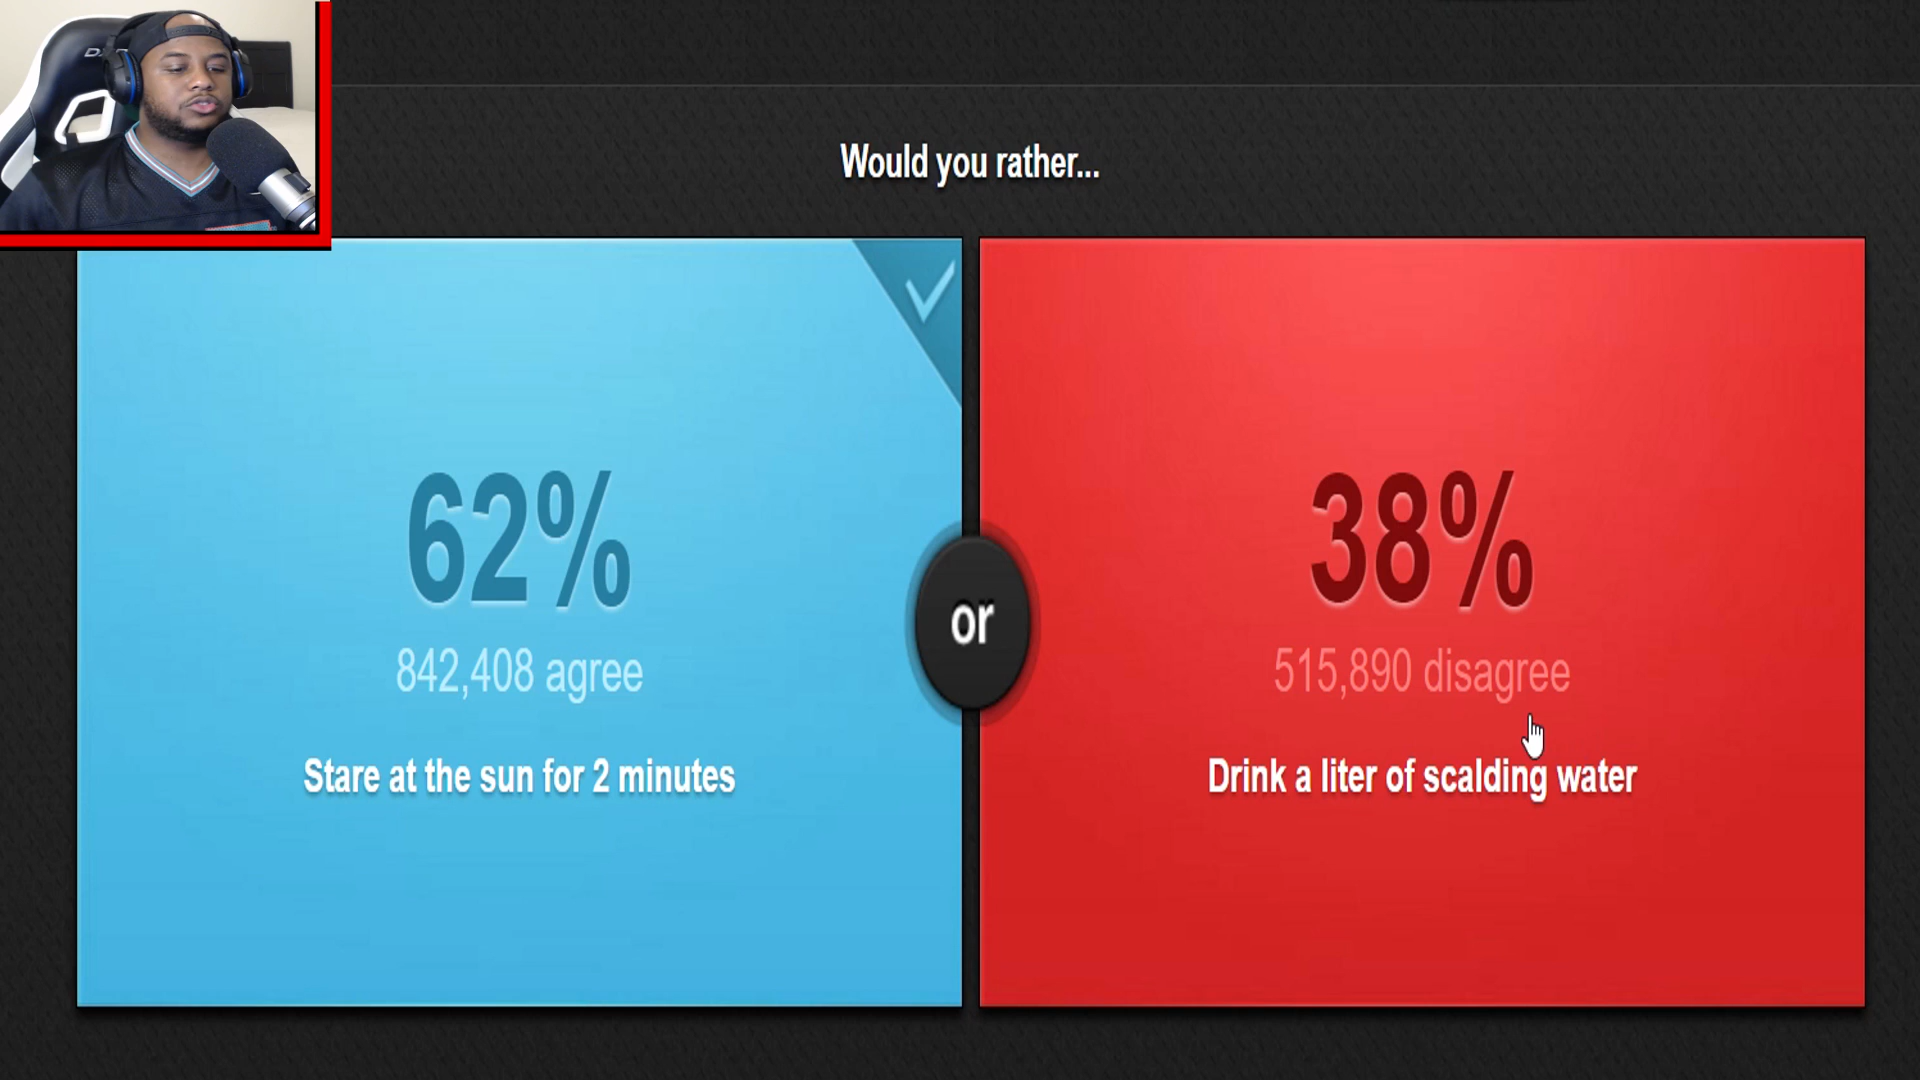 Would you rather...
62%
842,408 agree
Stare at the sun for 2 minutes
or
38%
515,890 disagree
Drink a liter of scalding water